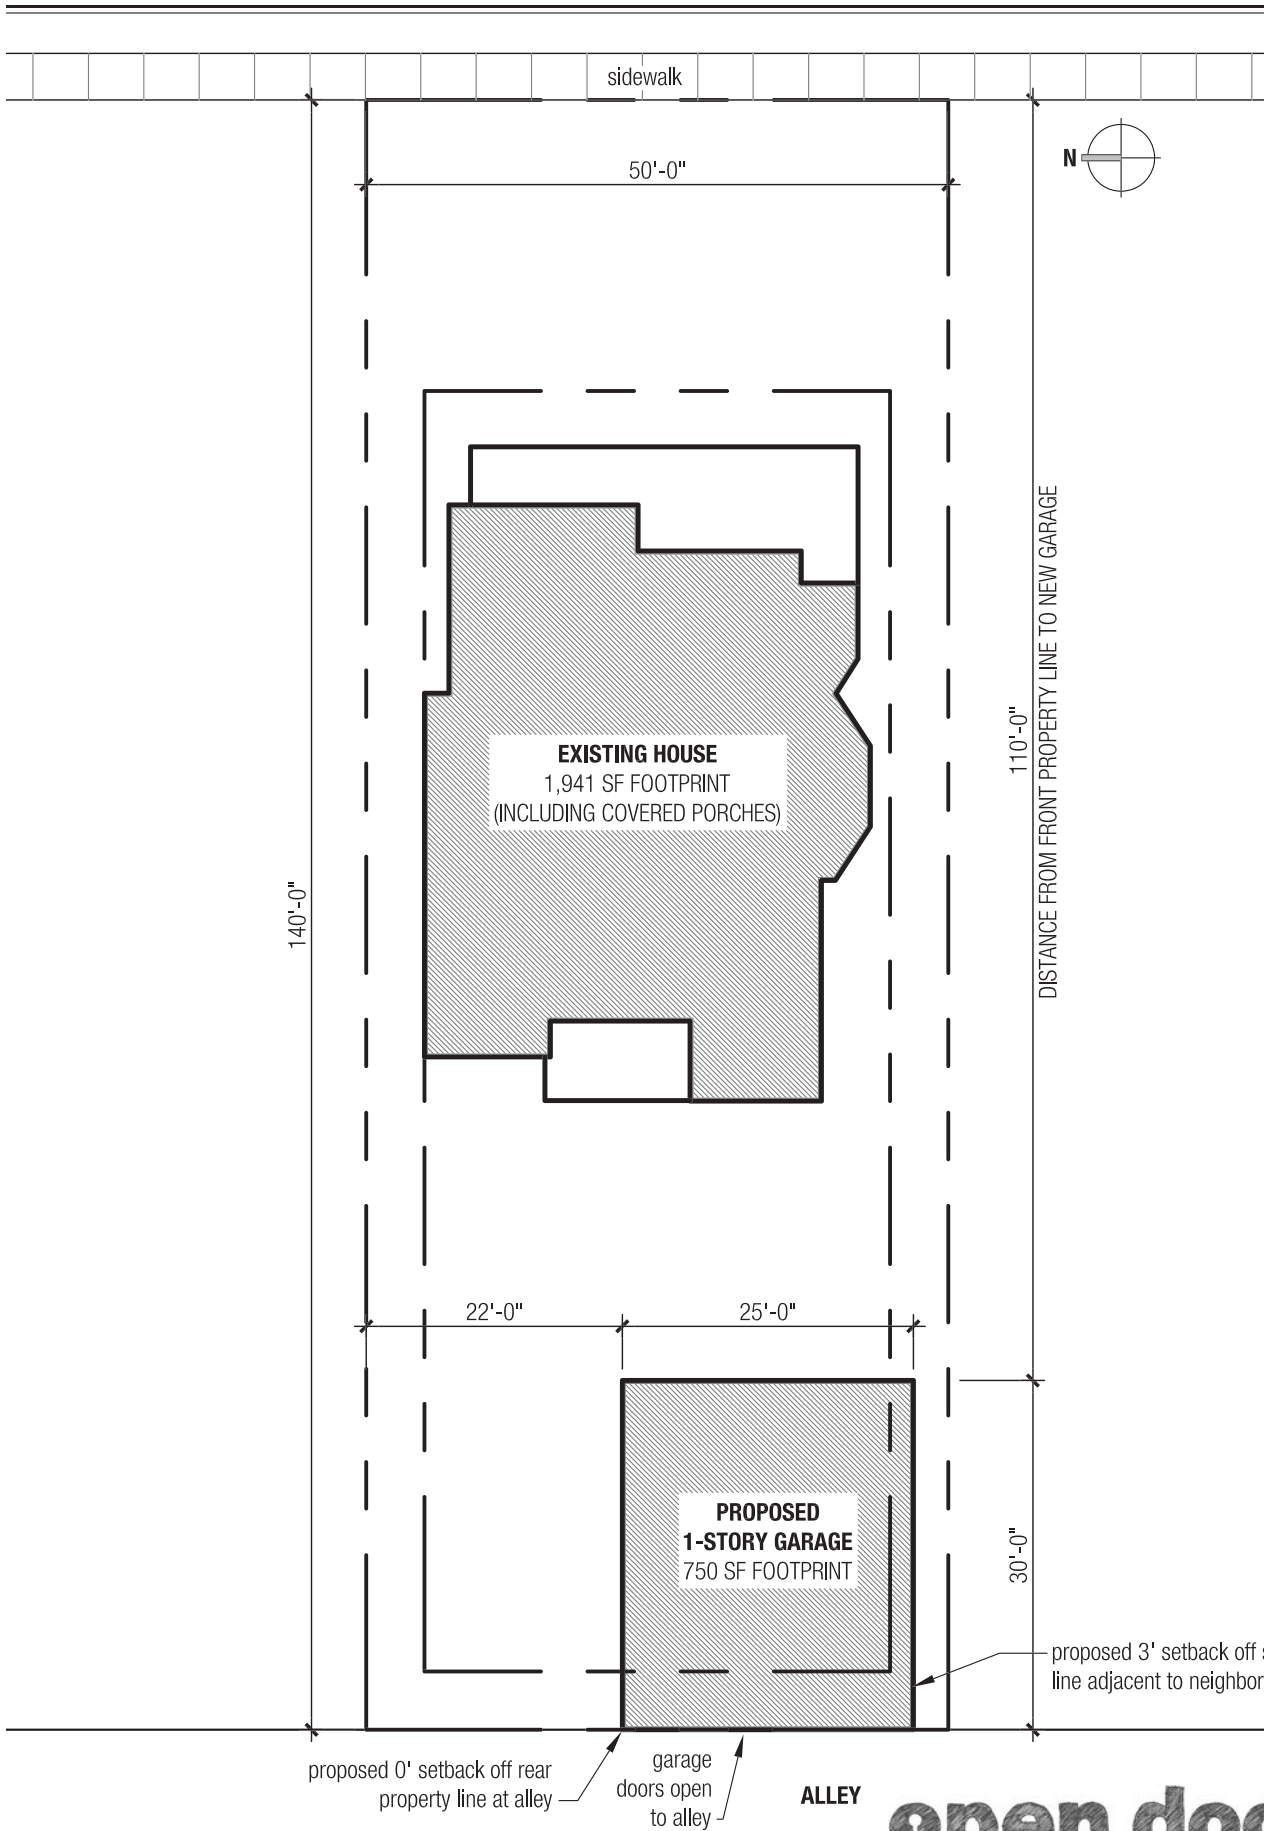 sidewalk
50'-0"
N
EXISTING HOUSE
1,941 SF FOOTPRINT
(INCLUDING COVERED PORCHES)
110'-0"
DISTANCE FROM FRONT PROPERTY LINE TO NEW GARAGE
140'-0"
22'-0"
25'-0"
PROPOSED
1-STORY GARAGE
750 SF FOOTPRINT
30'-0"
proposed 3' setback off
line adjacent to neighbor
proposed 0' setback off rear
property line at alley
garage
doors open
to alley
ALLEY
open